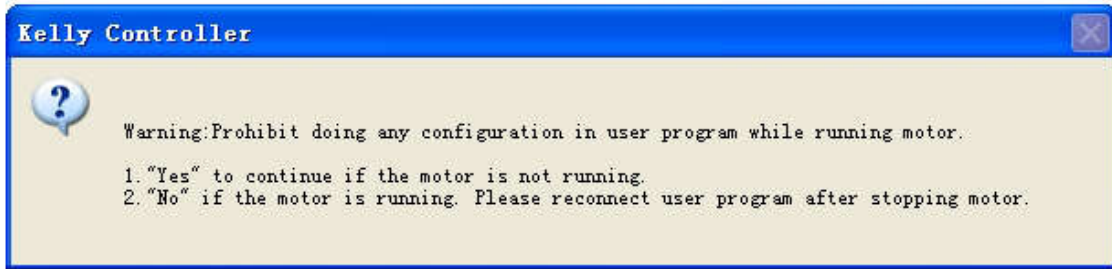 Kelly Controller
?
Warning:Prohibit doing any configuration in user program while running motor.
1."Yes" to continue if the motor is not running.
2."No" if the motor is running. Please reconnect user program after stopping motor.